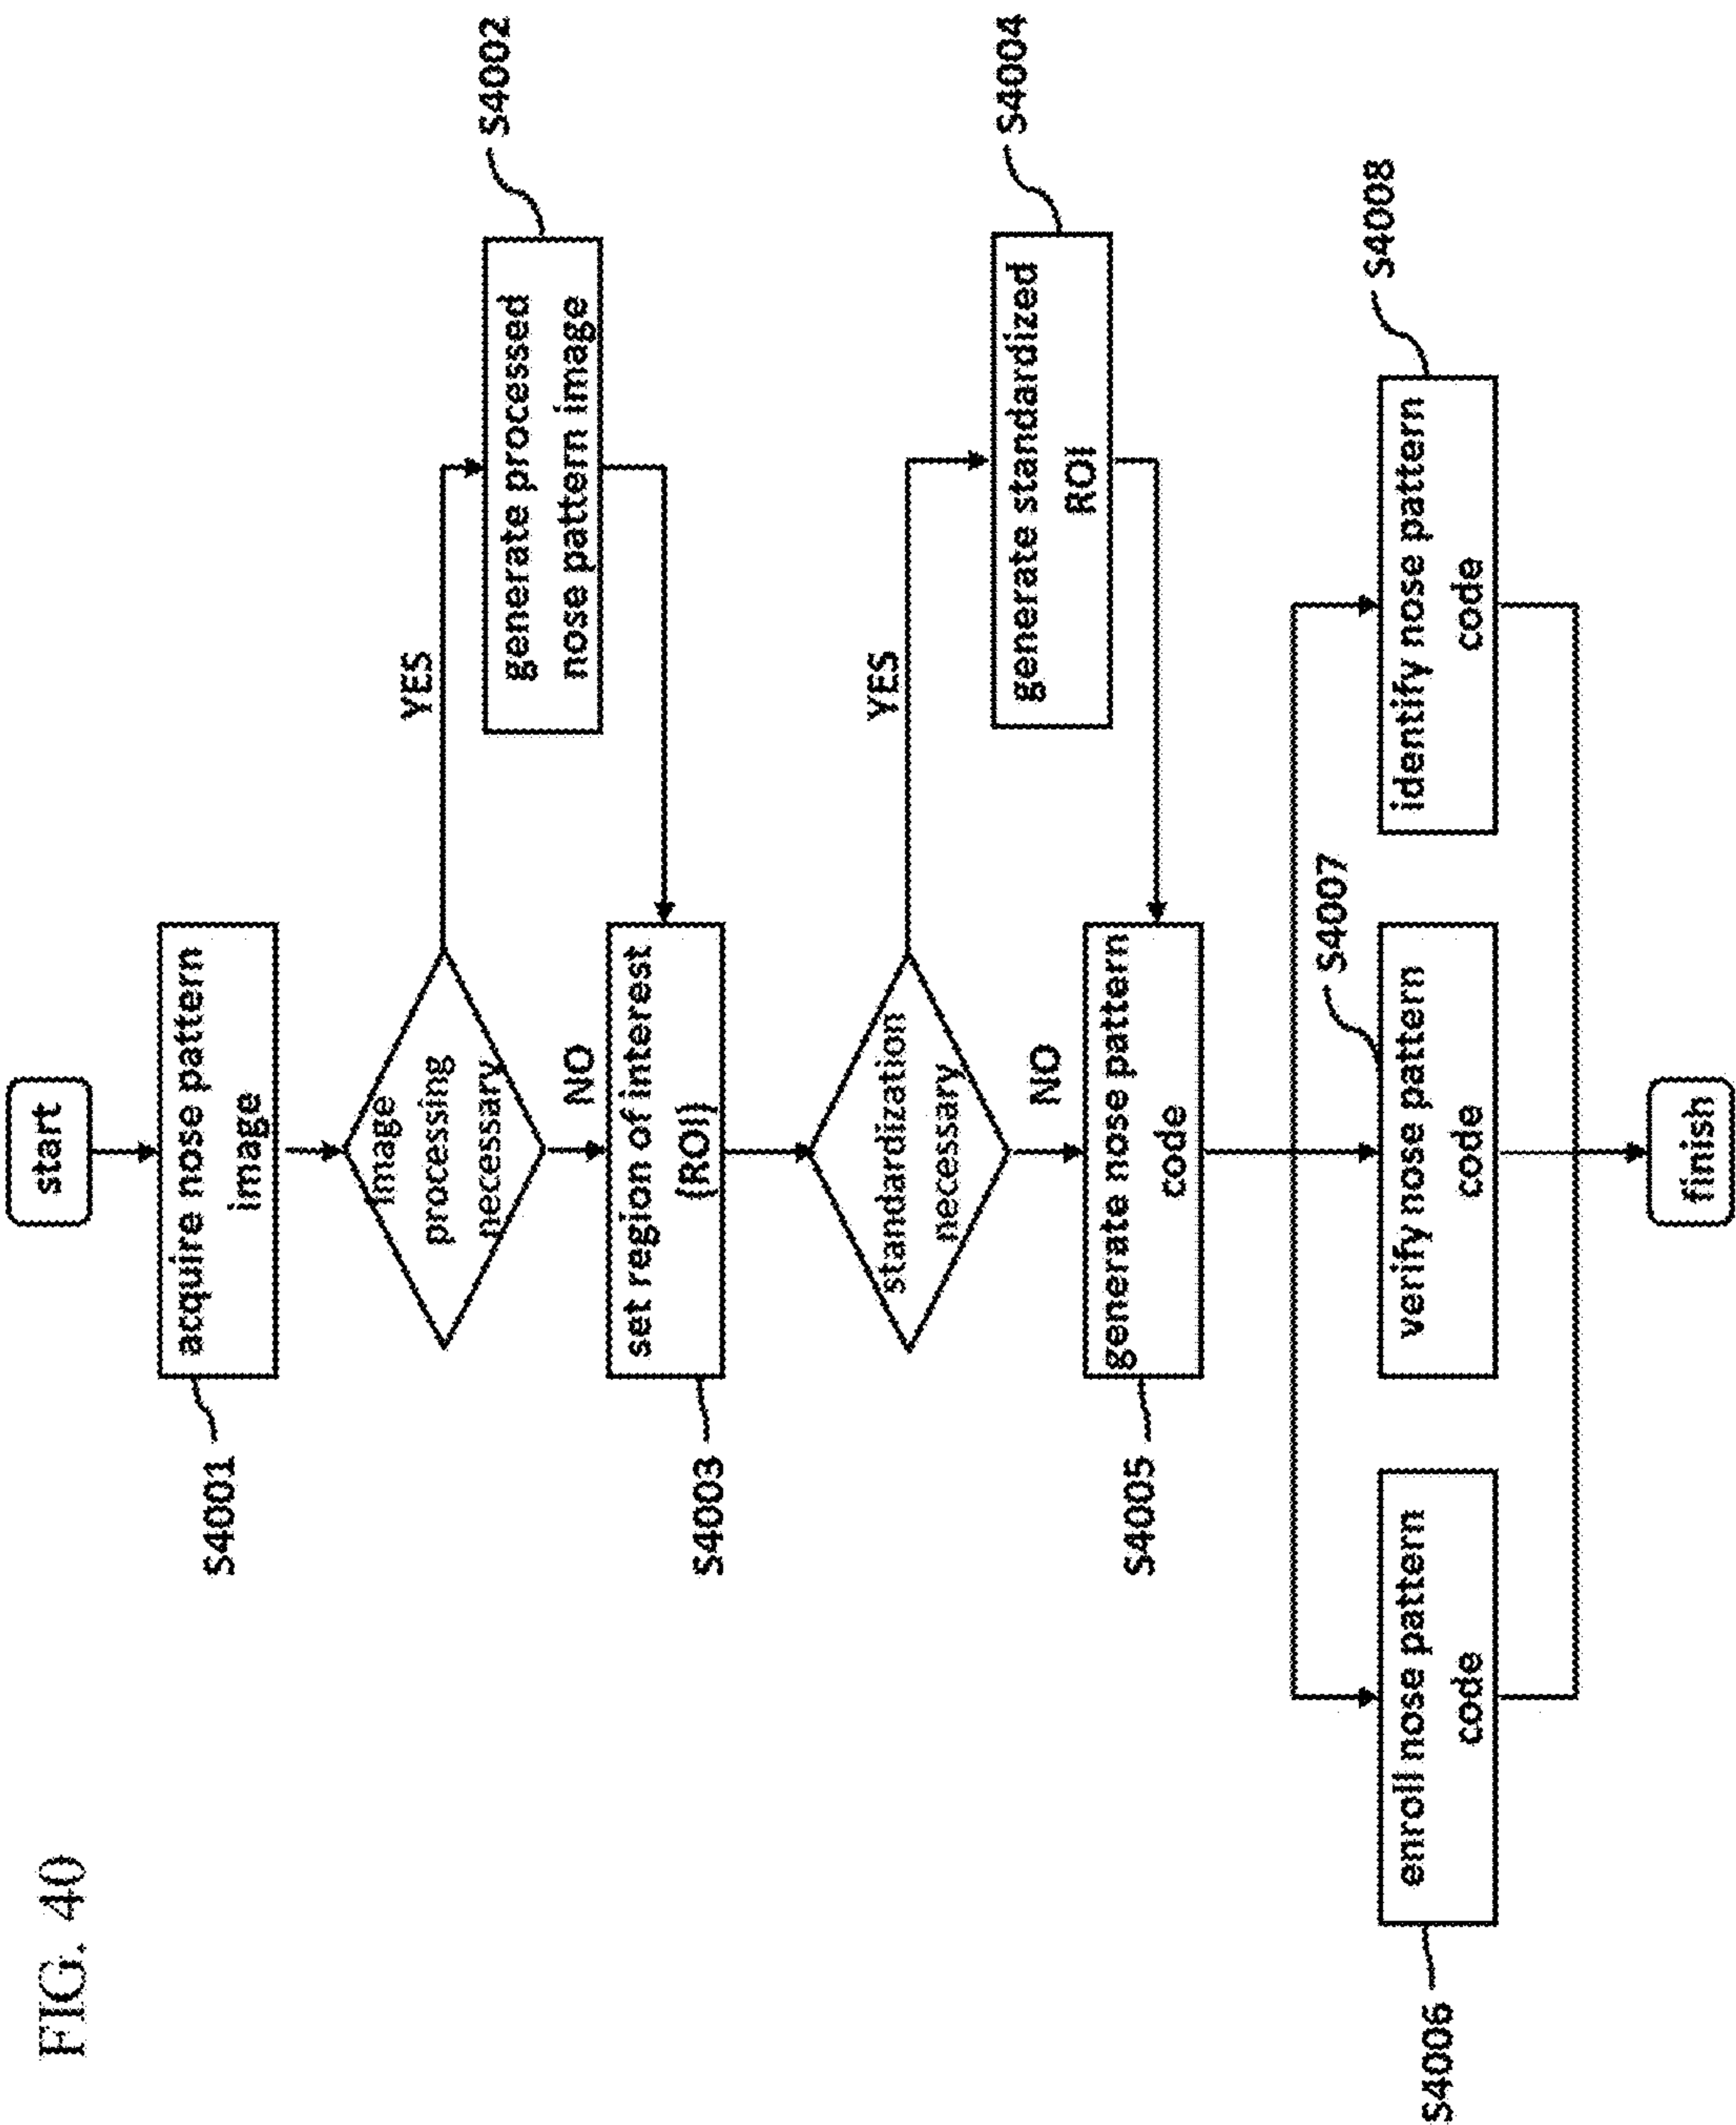 FIG. 40
start
acquire nose pattern
image
S4001
image
processing
necessary
YES
generate processed
nose pattern image
S4002
NO
set region of interest
(ROI)
S4003
standardization
necessary
YES
generate standardized
ROI
S4004
NO
generate nose pattern
code
S4005
enroll nose pattern
code
S4006
verify nose pattern
code
S4007
identify nose pattern
code
S4008
finish